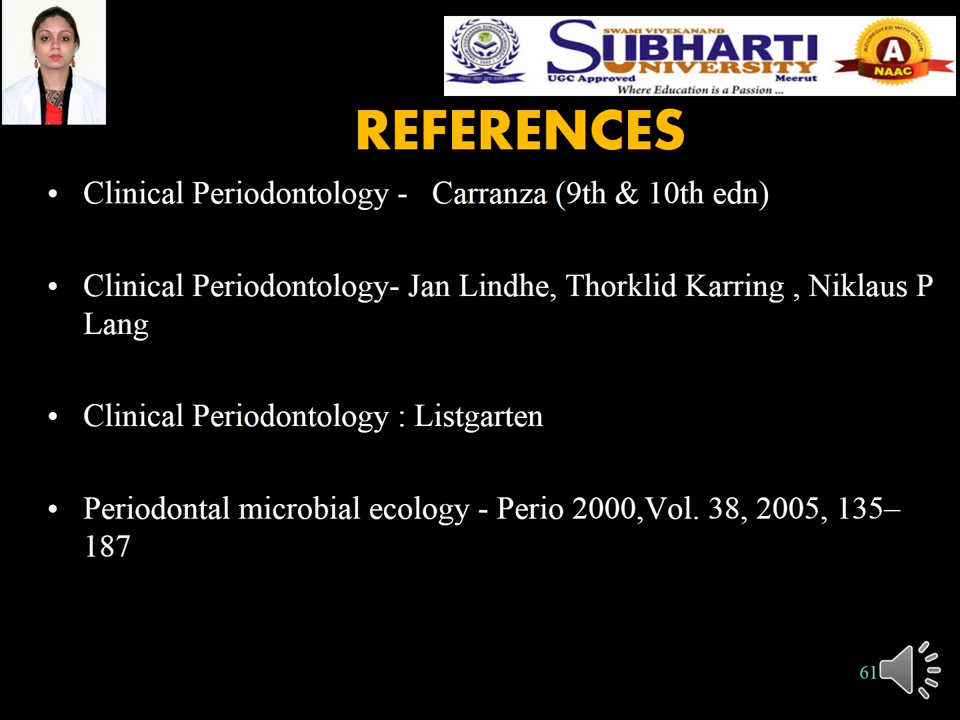 SWAMI VIVEKANAND
SUBHARTI
UNIVERSITY
UGC Approved Meerut
Where Education is a Passion ...
ACCREDITED WITH GRADE
A
NAAC
REFERENCES
• Clinical Periodontology - Carranza (9th & 10th edn)
• Clinical Periodontology- Jan Lindhe, Thorklid Karring , Niklaus P
Lang
• Clinical Periodontology : Listgarten
• Periodontal microbial ecology - Perio 2000,Vol. 38, 2005, 135–
187
61